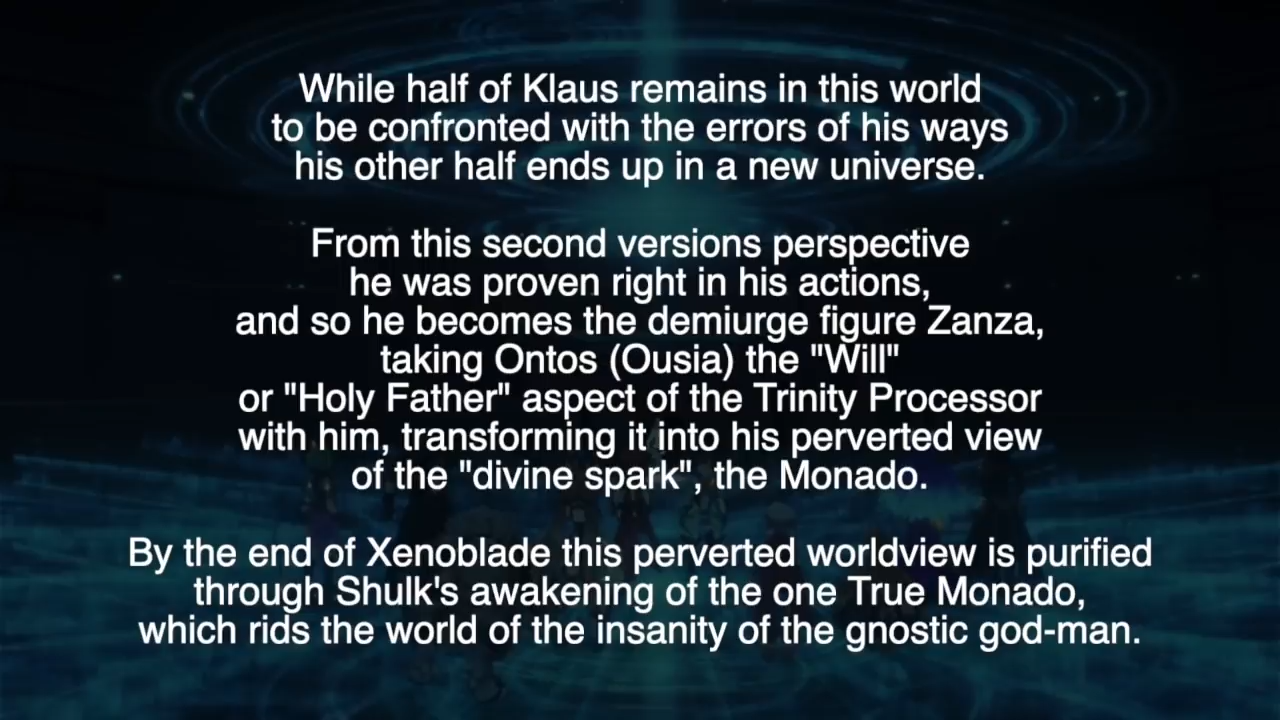 While half of Klaus remains in this world
to be confronted with the errors of his ways
his other half ends up in a new universe.
From this second versions perspective
he was proven right in his actions,
and so he becomes the demiurge figure Zanza,
taking Ontos (Ousia) the "Will"
or "Holy Father" aspect of the Trinity Processor
with him, transforming it into his perverted view
of the "divine spark", the Monado.
By the end of Xenoblade this perverted worldview is purified
through Shulk's awakening of the one True Monado,
which rids the world of the insanity of the gnostic god-man.